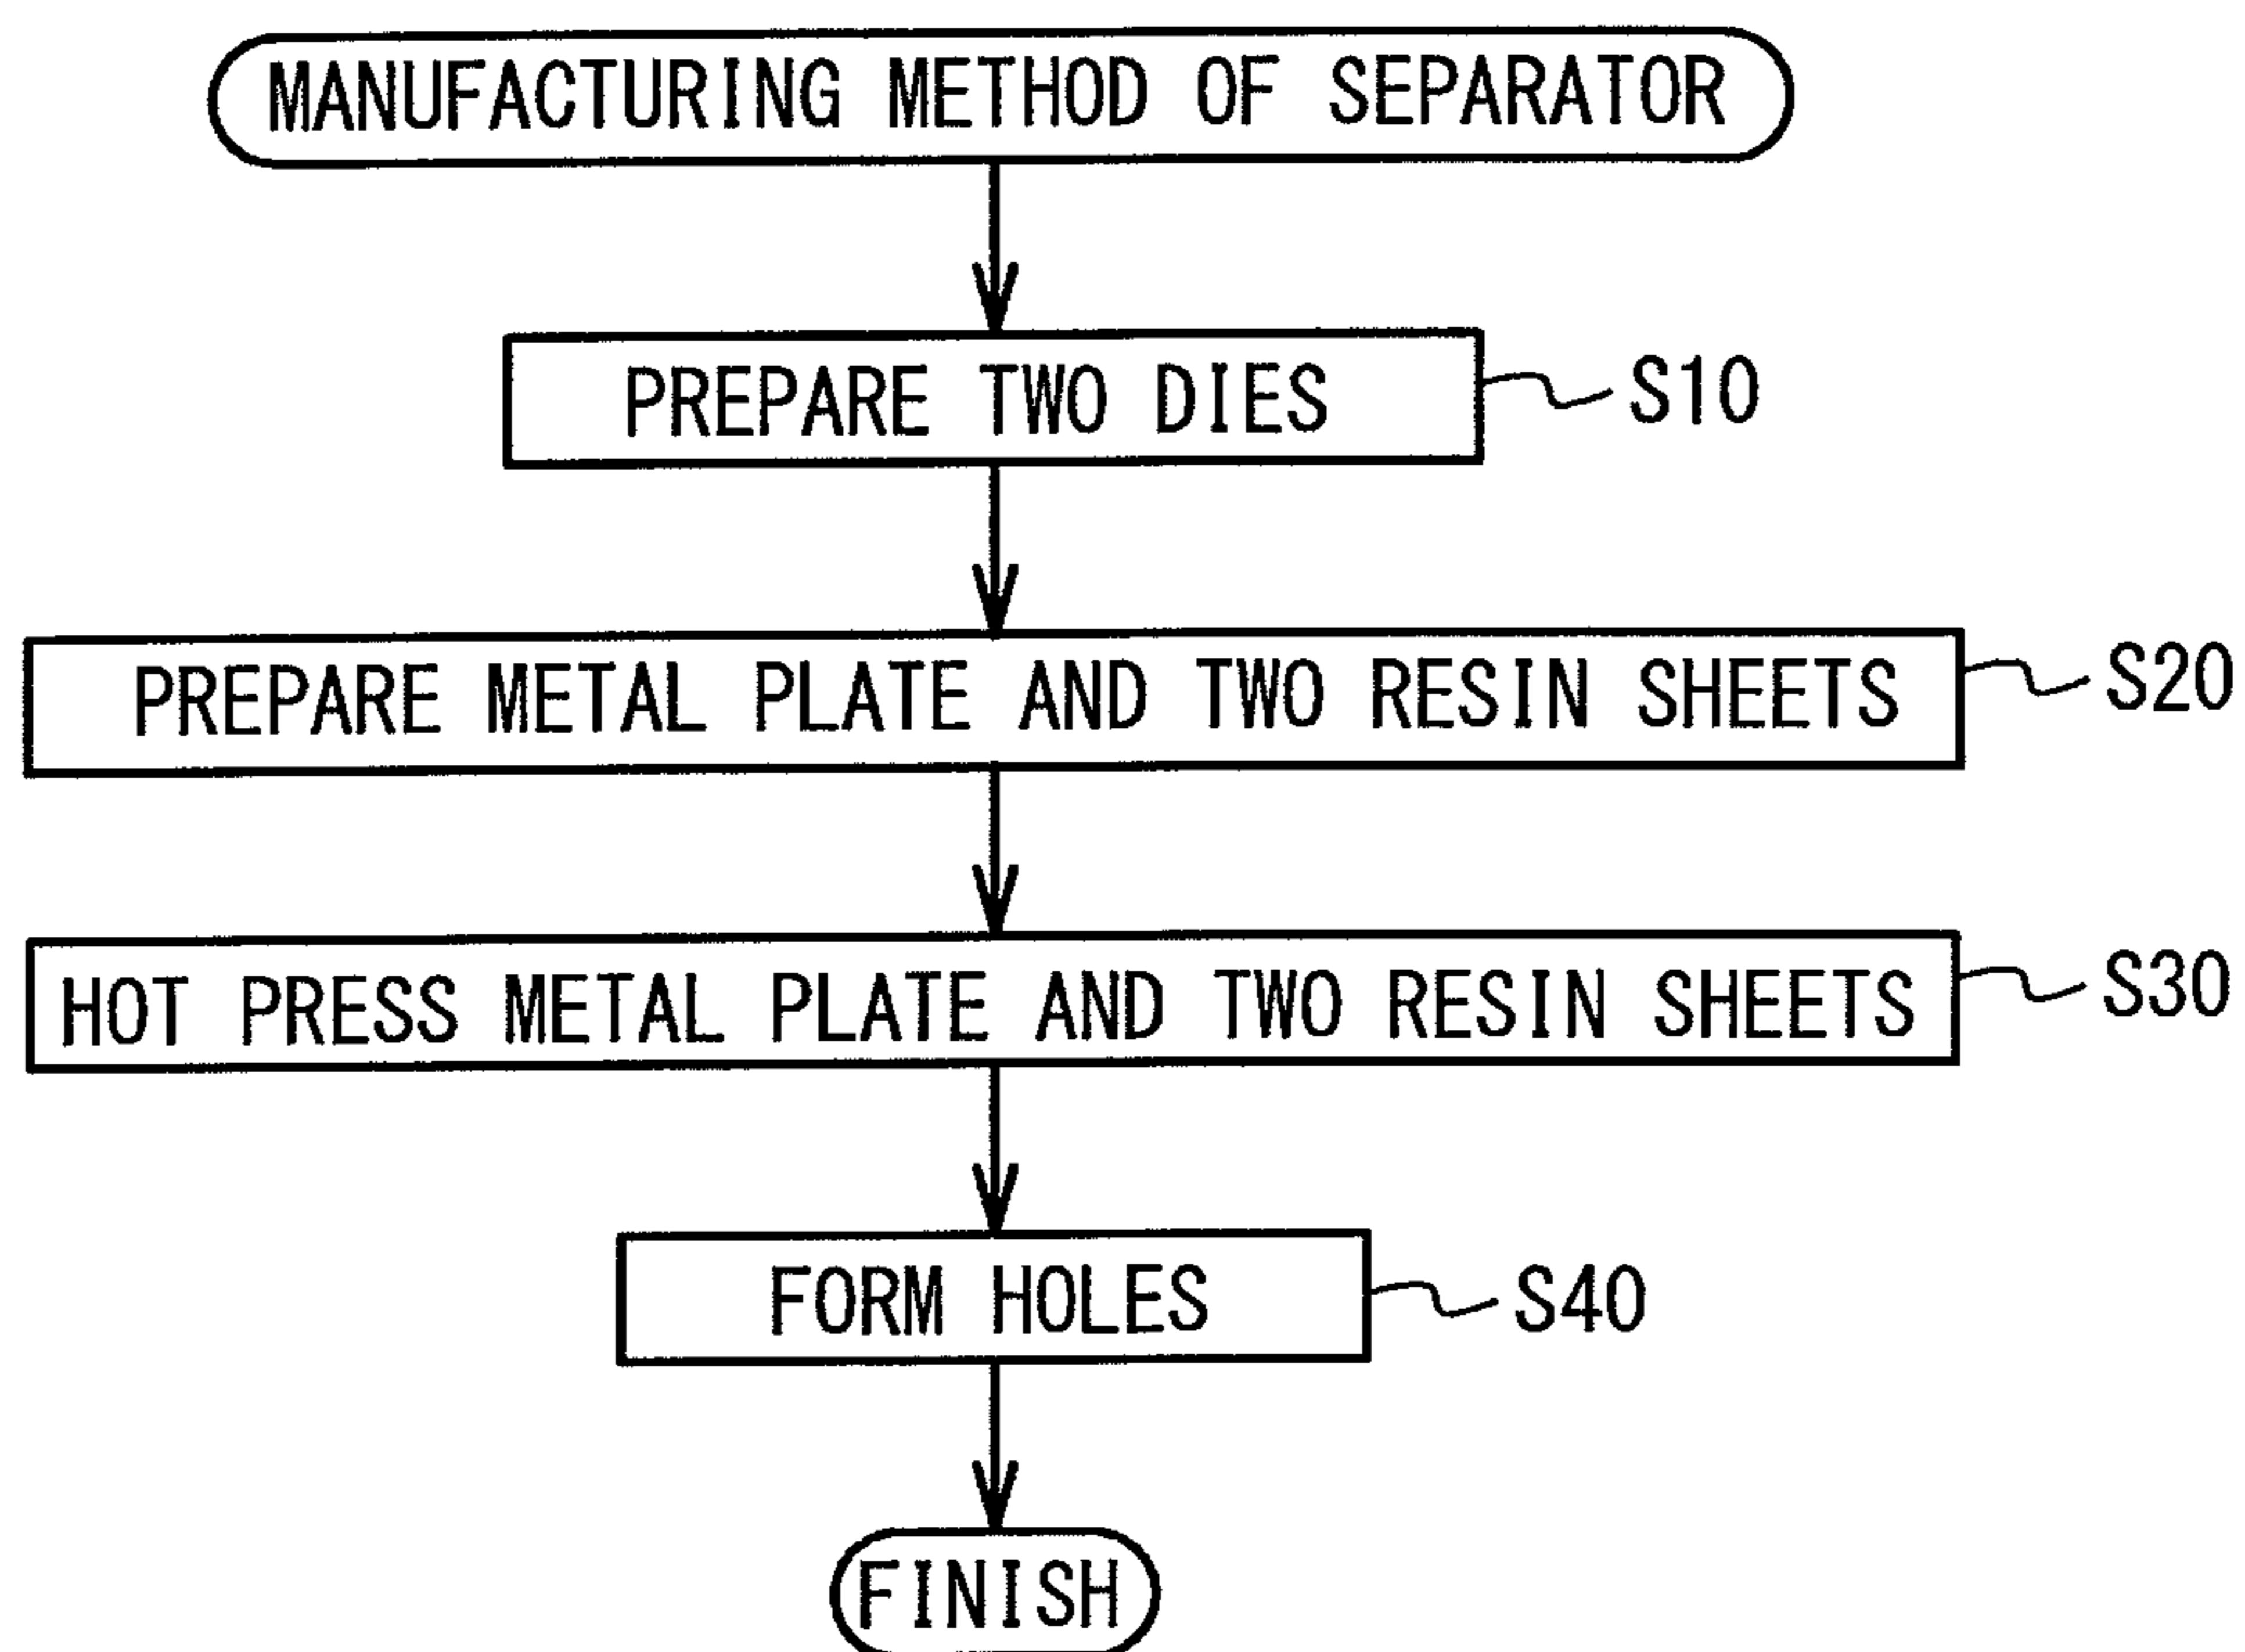 MANUFACTURING METHOD OF SEPARATOR
PREPARE TWO DIES
S10
PREPARE METAL PLATE AND TWO RESIN SHEETS
S20
HOT PRESS METAL PLATE AND TWO RESIN SHEETS
S30
FORM HOLES
S40
FINISH